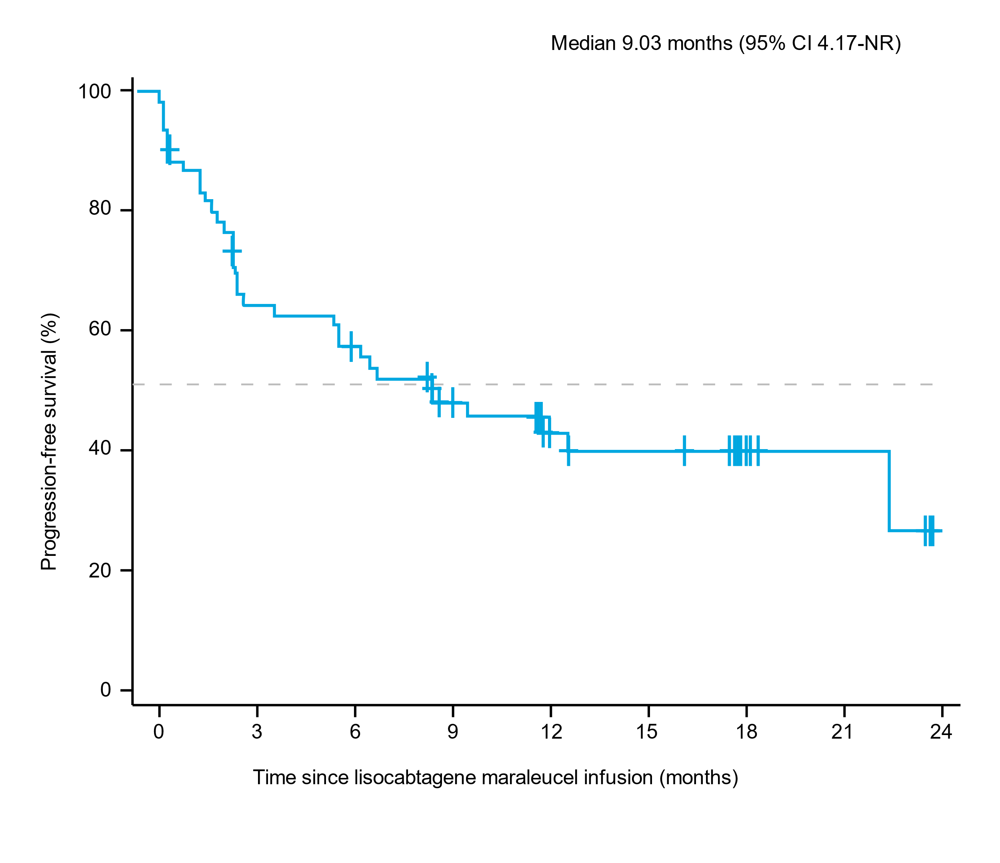 Median 9.03 months (95% CI 4.17-NR)
100
80
60
40
20
0
Progression-free survival (%)
0 3 6 9 12 15 18 21 24
Time since lisocabtagene maraleucel infusion (months)